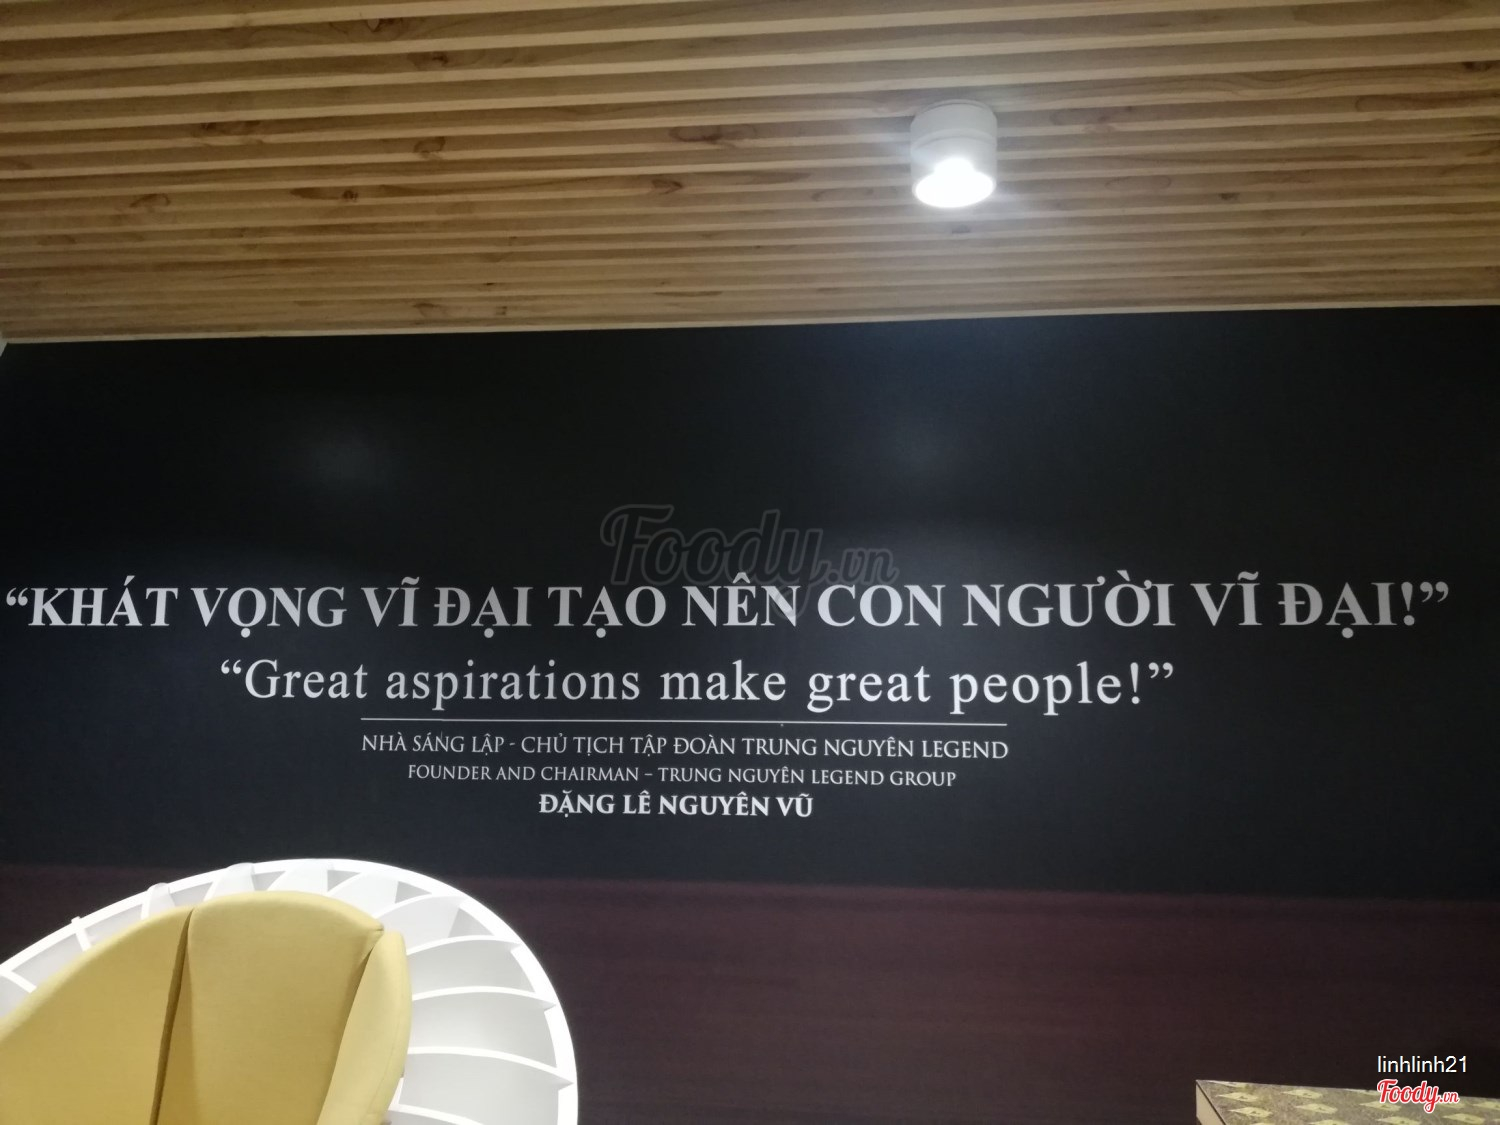 Foody.vn
“KHÁT VỌNG VĨ ĐẠI TẠO NÊN CON NGƯỜI VĨ ĐẠI!”
“Great aspirations make great people!”
NHÀ SÁNG LẬP - CHỦ TỊCH TẬP ĐOÀN TRUNG NGUYÊN LEGEND
FOUNDER AND CHAIRMAN – TRUNG NGUYÊN LEGEND GROUP
ĐẶNG LÊ NGUYÊN VŨ
linhlinh21
Foody.vn